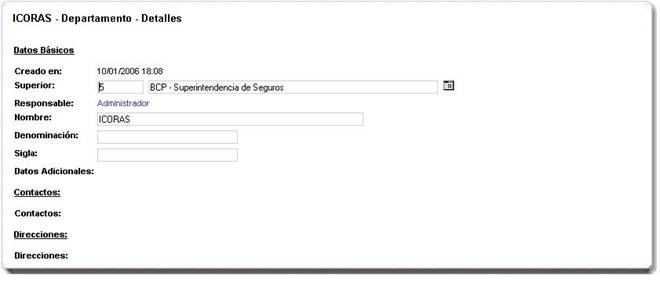 ICORAS - Departamento - Detalles
Datos Básicos
Creado en: 10/01/2006 18:08
Superior: 5 BCP - Superintendencia de Seguros
Responsable: Administrador
Nombre: ICORAS
Denominación:
Sigla:
Datos Adicionales:
Contactos:
Contactos:
Direcciones:
Direcciones: